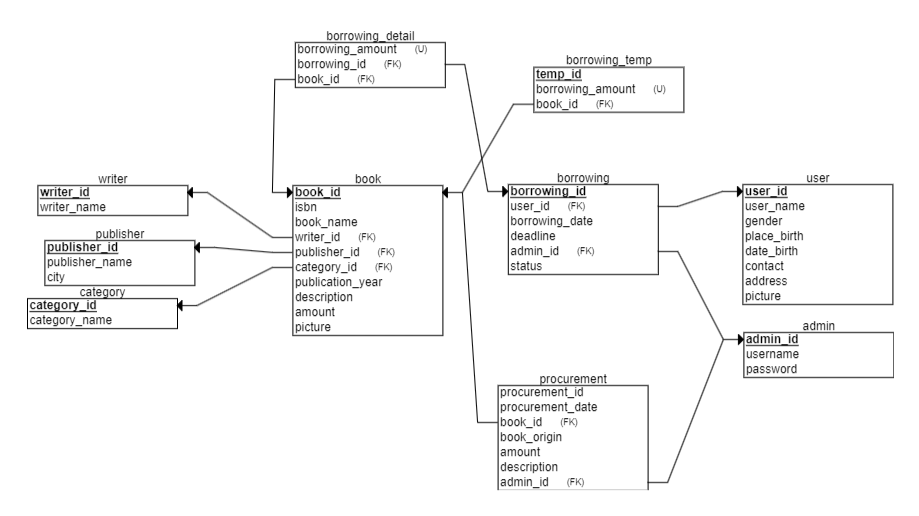 borrowing_detail
borrowing_amount (U)
borrowing_id (FK)
book_id (FK)
borrowing_temp
temp_id
borrowing_amount (U)
book_id (FK)
writer
writer_id
writer_name
publisher
publisher_id
publisher_name
city
category
category_id
category_name
book
book_id
isbn
book_name
writer_id (FK)
publisher_id (FK)
category_id (FK)
publication_year
description
amount
picture
borrowing
borrowing_id
user_id (FK)
borrowing_date
deadline
admin_id (FK)
status
user
user_id
user_name
gender
place_birth
date_birth
contact
address
picture
admin
admin_id
username
password
procurement
procurement_id
procurement_date
book_id (FK)
book_origin
amount
description
admin_id (FK)